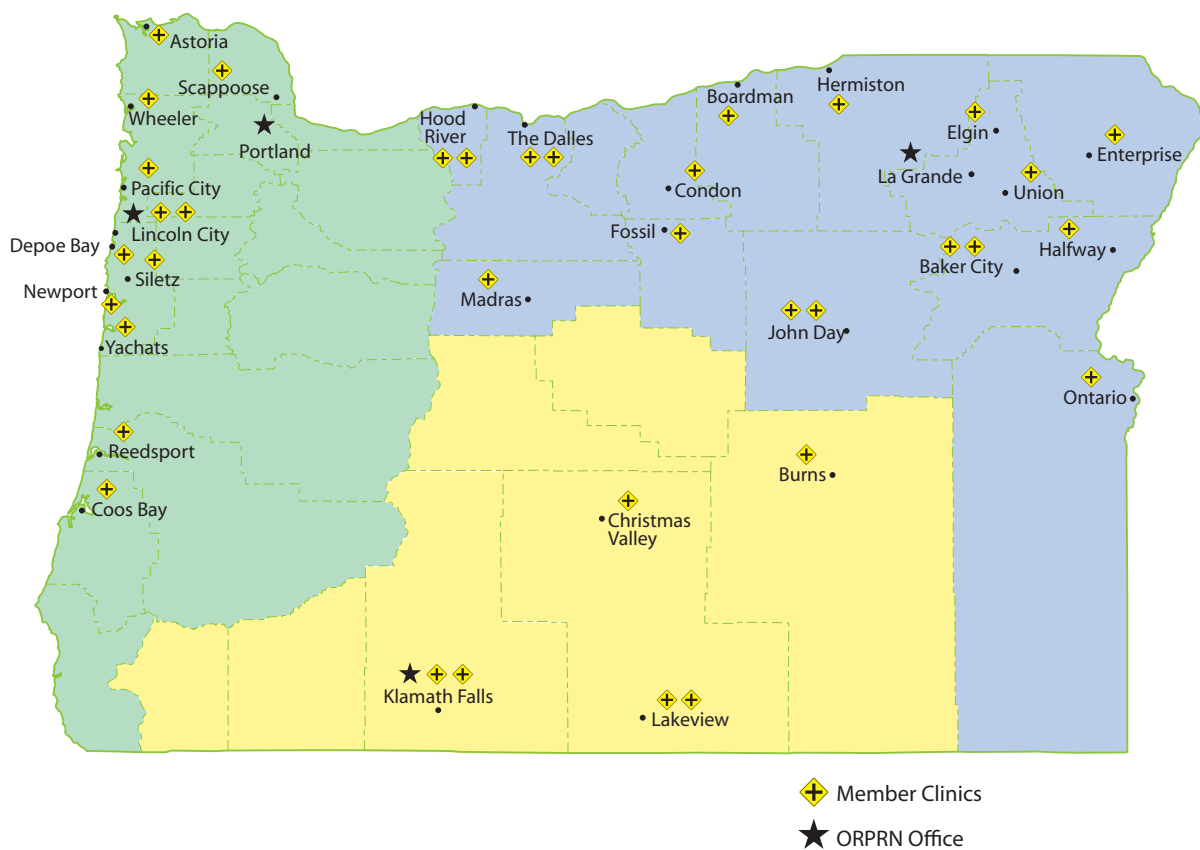 Astoria
Scappoose
Wheeler
Portland
Pacific City
Lincoln City
Depoe Bay
Siletz
Newport
Yachats
Reedsport
Coos Bay
Hood
River
The Dalles
Boardman
Hermiston
Elgin
Enterprise
La Grande
Union
Condon
Fossil
Halfway
Baker City
Madras
John Day
Ontario
Burns
Christmas
Valley
Klamath Falls
Lakeview
Member Clinics
ORPRN Office